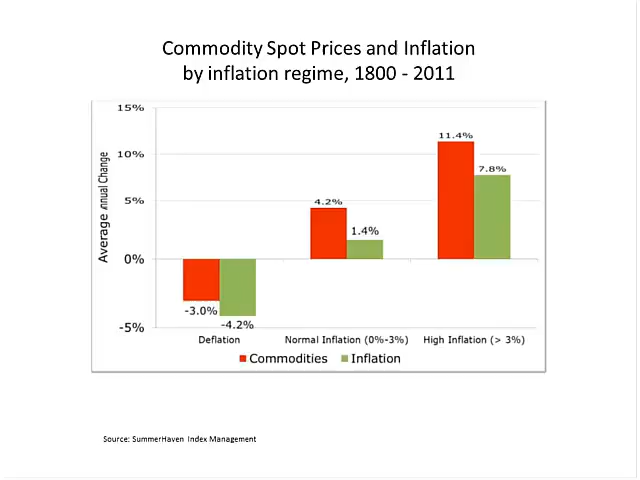 Commodity Spot Prices and Inflation
by inflation regime, 1800 - 2011
15%
10%
5%
0%
-5%
Average Annual Change
11.4%
7.8%
4.2%
1.4%
-3.0%
-4.2%
Deflation
Normal Inflation (0%-3%)
High Inflation (> 3%)
Commodities
Inflation
Source: SummerHaven Index Management